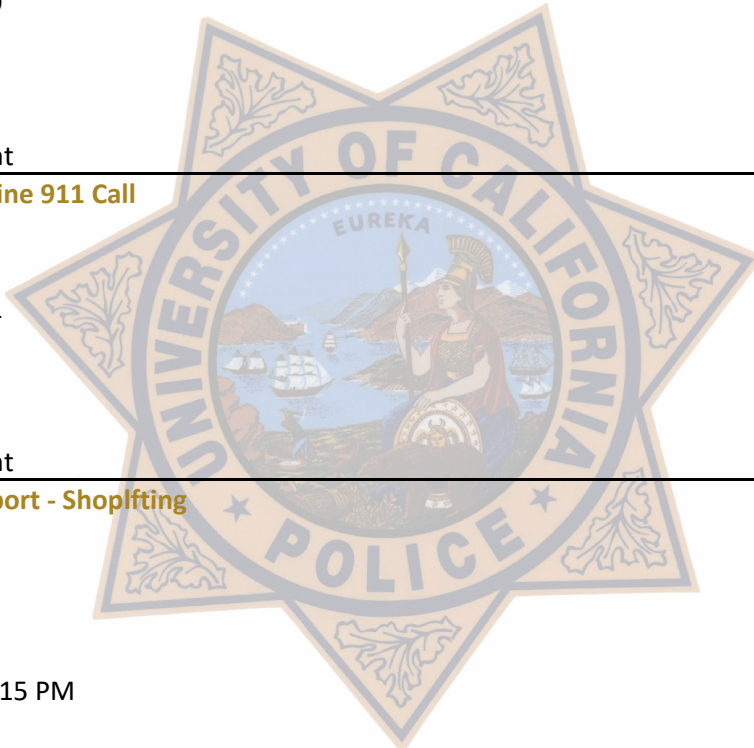 nt
ine 911 Call
UNIVERSITY OF CALIFORNIA
EUREKA
nt
port - Shoplfting
POLICE
15 PM